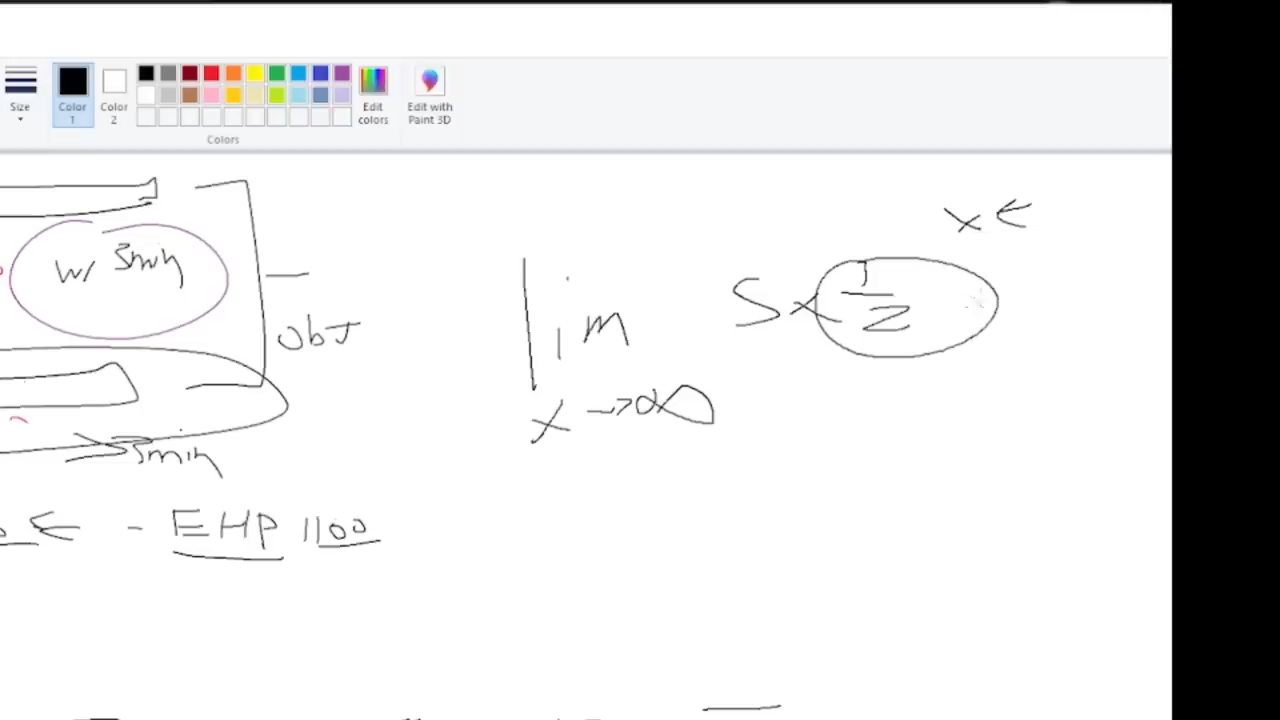 Size
Color 1
Color 2
Edit colors
Edit with Paint 3D
Colors
x ←
w/ 3min
lim
S x 1/2
ObJ
x → ∞
3min
← - EHP 1100